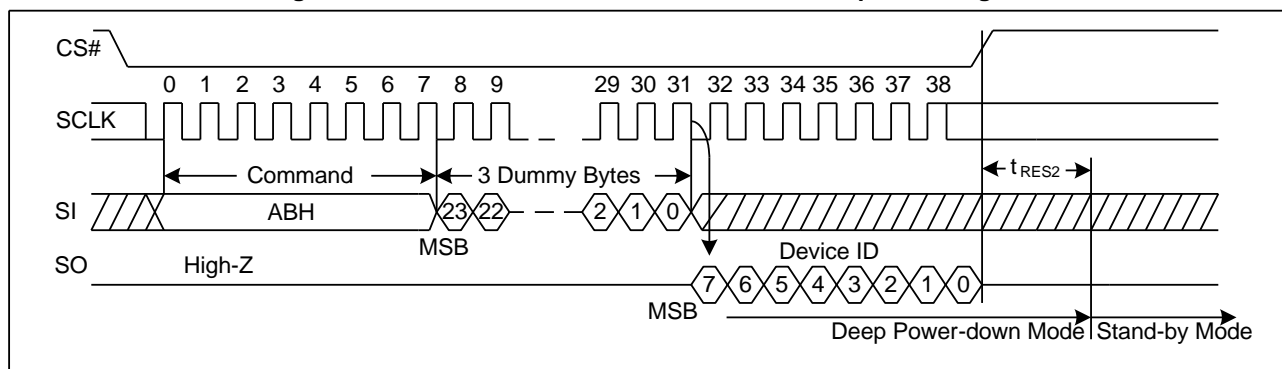 CS#
0 1 2 3 4 5 6 7 8 9 29 30 31 32 33 34 35 36 37 38
SCLK
Command 3 Dummy Bytes tRES2
SI ABH 23 22 2 1 0
MSB
SO High-Z Device ID
7 6 5 4 3 2 1 0
MSB
Deep Power-down Mode Stand-by Mode